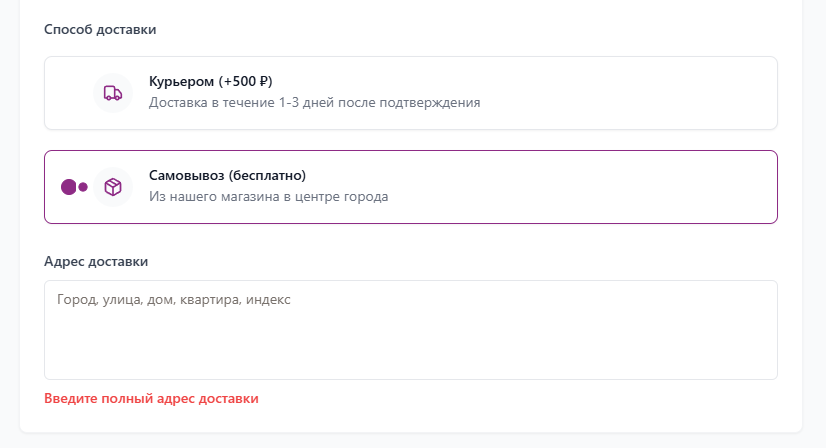 Способ доставки
Курьером (+500 ₽)
Доставка в течение 1-3 дней после подтверждения
Самовывоз (бесплатно)
Из нашего магазина в центре города
Адрес доставки
Город, улица, дом, квартира, индекс
Введите полный адрес доставки